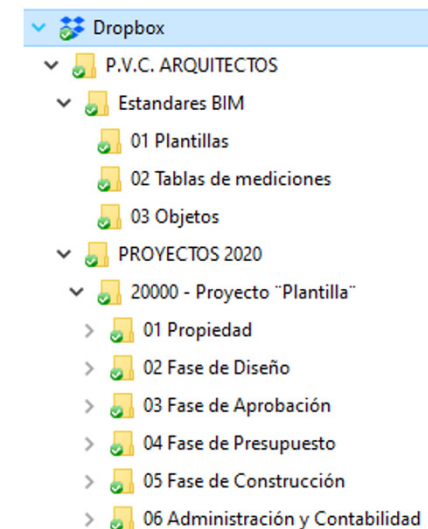 Dropbox
P.V.C. ARQUITECTOS
Estandares BIM
01 Plantillas
02 Tablas de mediciones
03 Objetos
PROYECTOS 2020
20000 - Proyecto ¨Plantilla¨
01 Propiedad
02 Fase de Diseño
03 Fase de Aprobación
04 Fase de Presupuesto
05 Fase de Construcción
06 Administración y Contabilidad